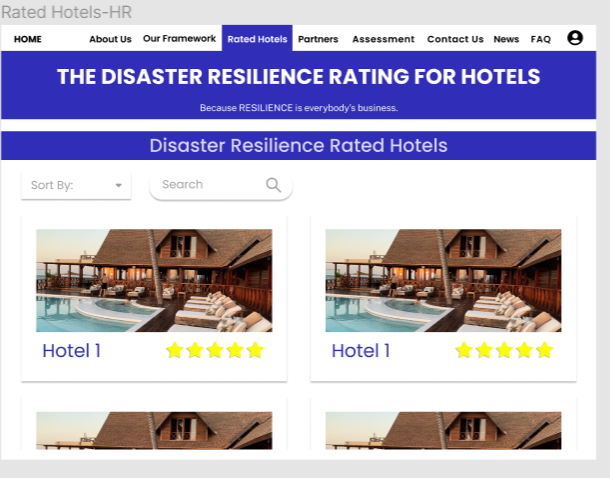 Rated Hotels-HR
HOME About Us Our Framework Rated Hotels Partners Assessment Contact Us News FAQ
THE DISASTER RESILIENCE RATING FOR HOTELS
Because RESILIENCE is everybody's business.
Disaster Resilience Rated Hotels
Sort By: Search
Hotel 1 Hotel 1